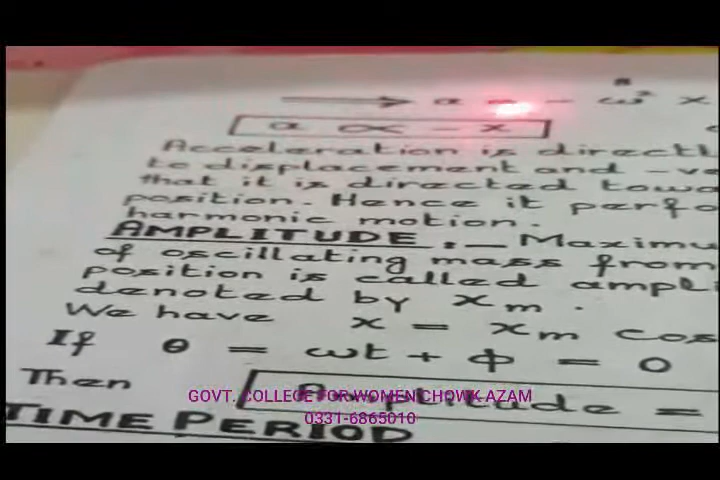 ⟶ a = - ω² x
a ∝ - x
Acceleration is directl
to displacement and -ve
that it is directed towa
position. Hence it perfo
harmonic motion.
AMPLITUDE :- Maximu
of oscillating mass from
position is called ampli
denoted by xm.
We have x = xm cos
If θ = ωt + φ = 0
Then Amplitude =
GOVT. COLLEGE FOR WOMEN CHOWK AZAM
0331-6865010
TIME PERIOD